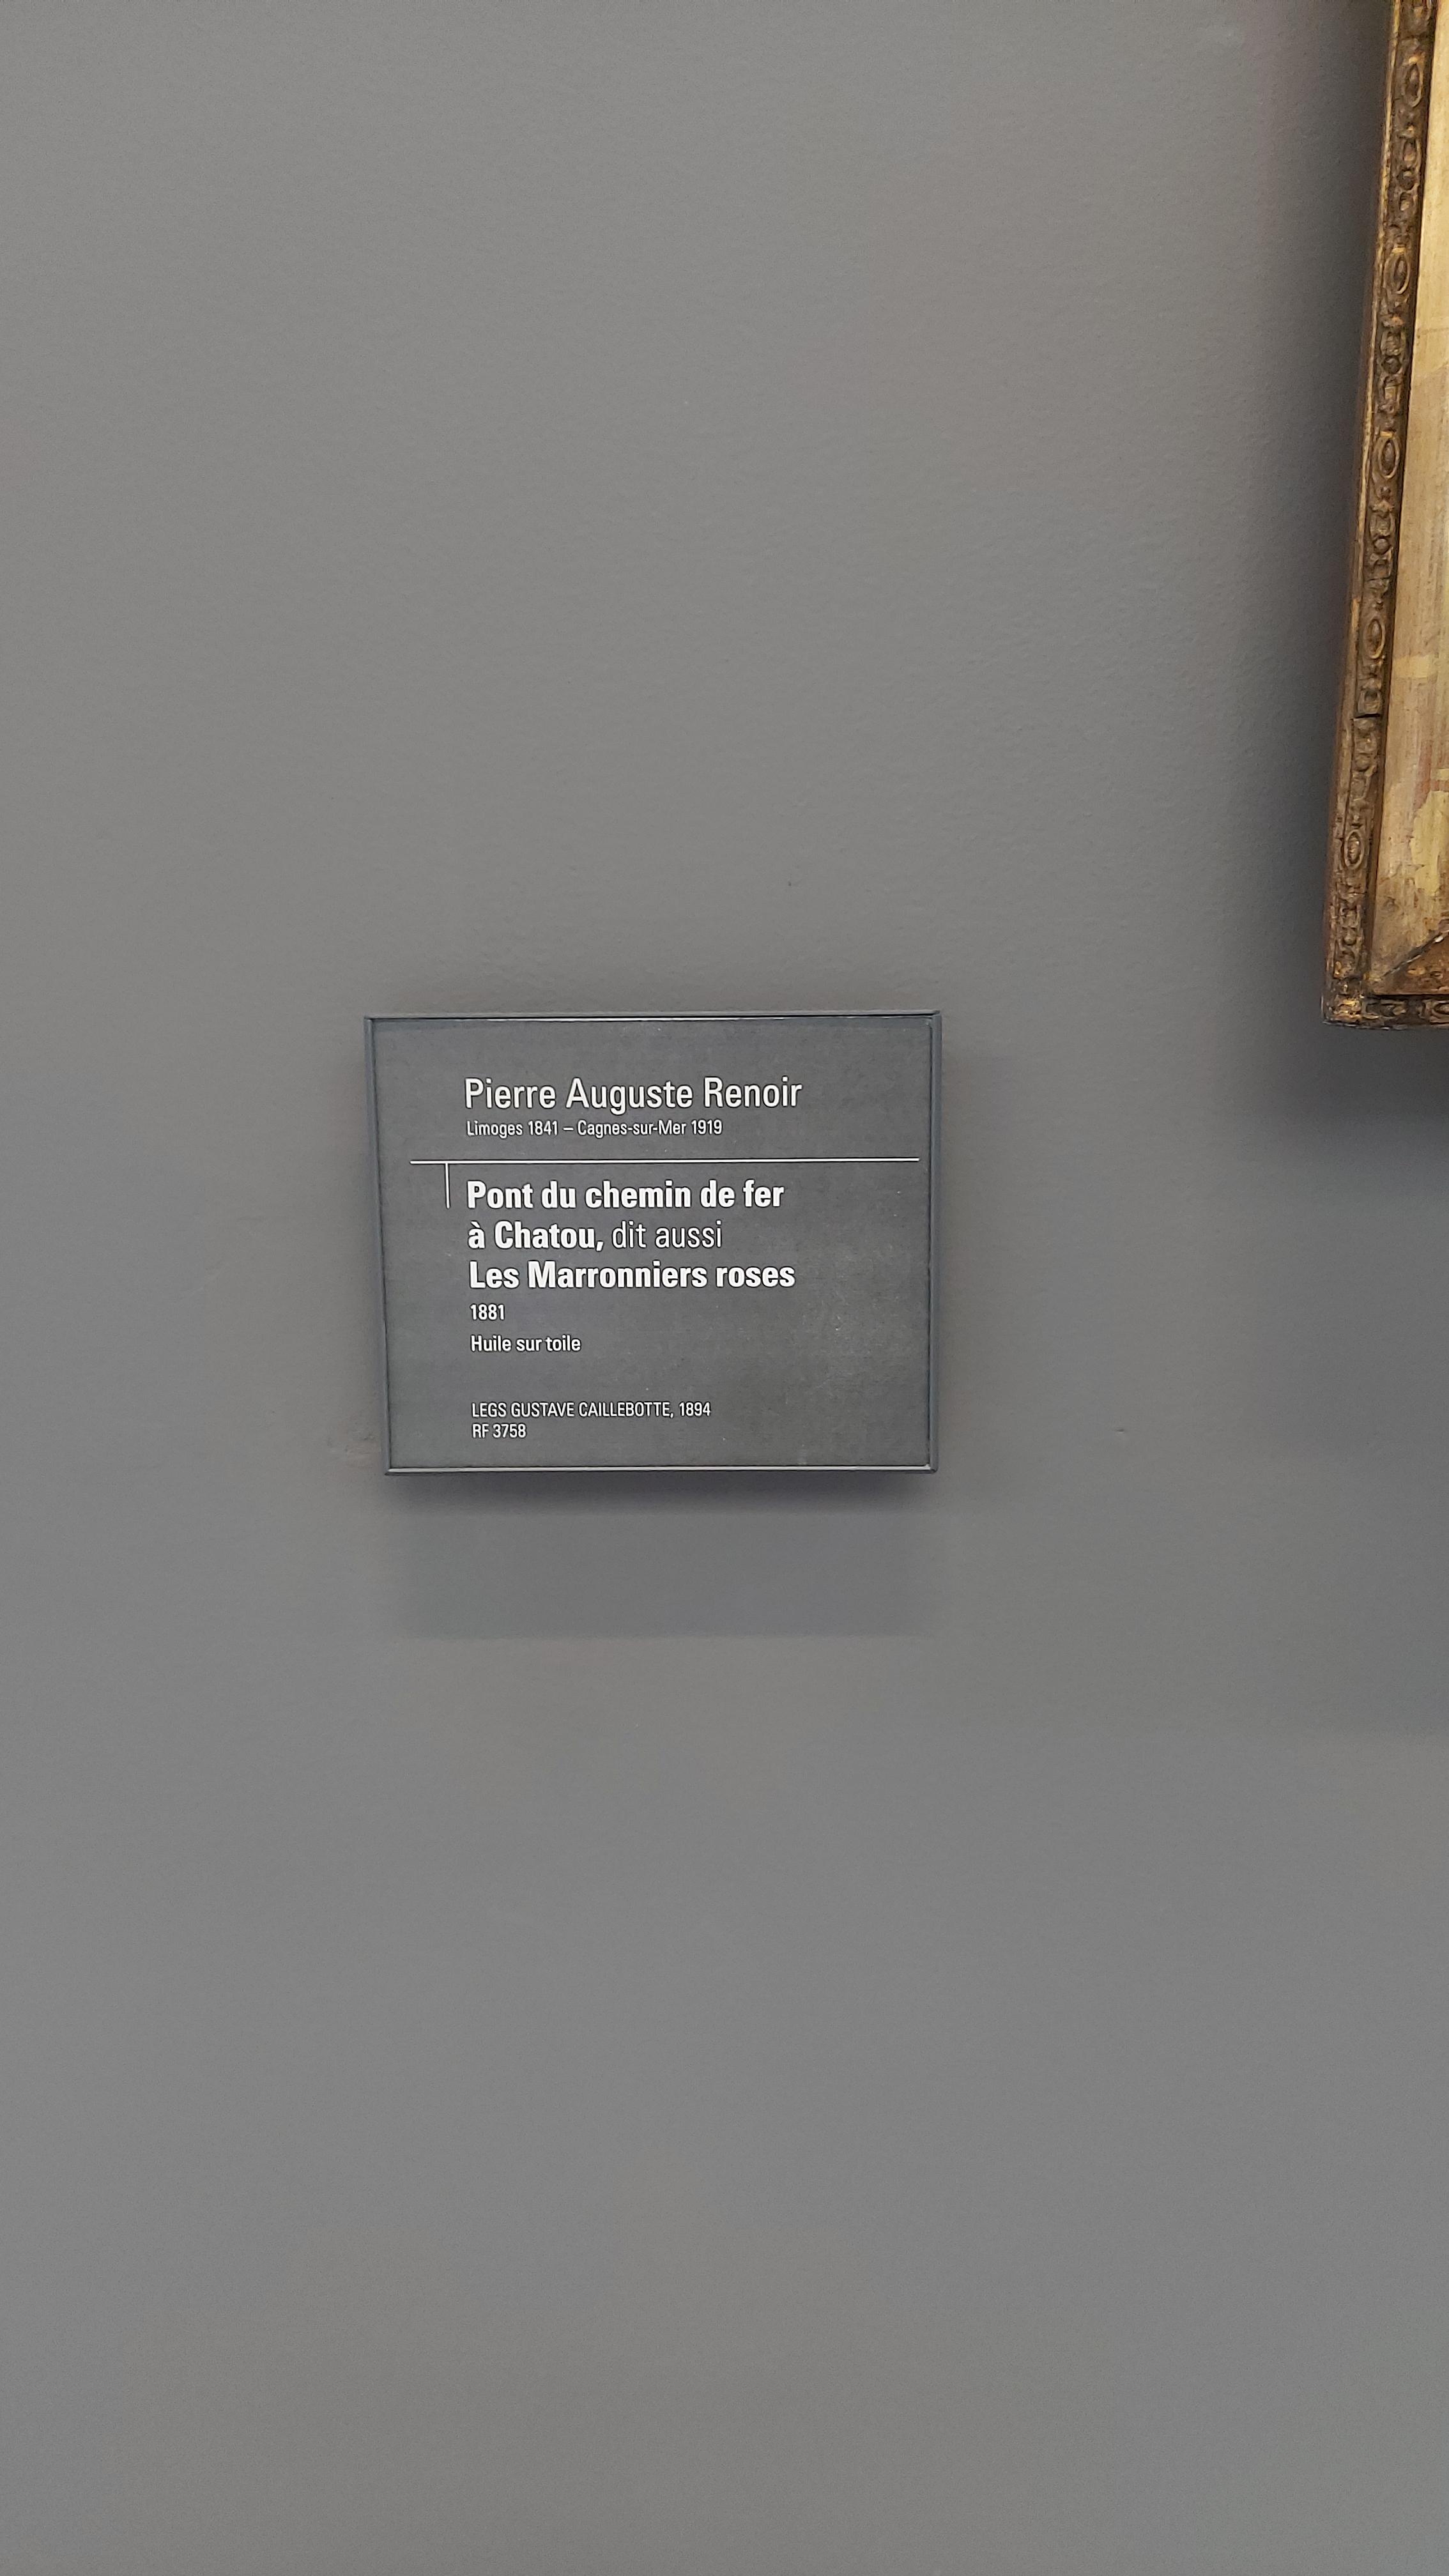 Pierre Auguste Renoir
Limoges 1841 – Cagnes-sur-Mer 1919
Pont du chemin de fer
à Chatou, dit aussi
Les Marronniers roses
1881
Huile sur toile
LEGS GUSTAVE CAILLEBOTTE, 1894
RF 3758